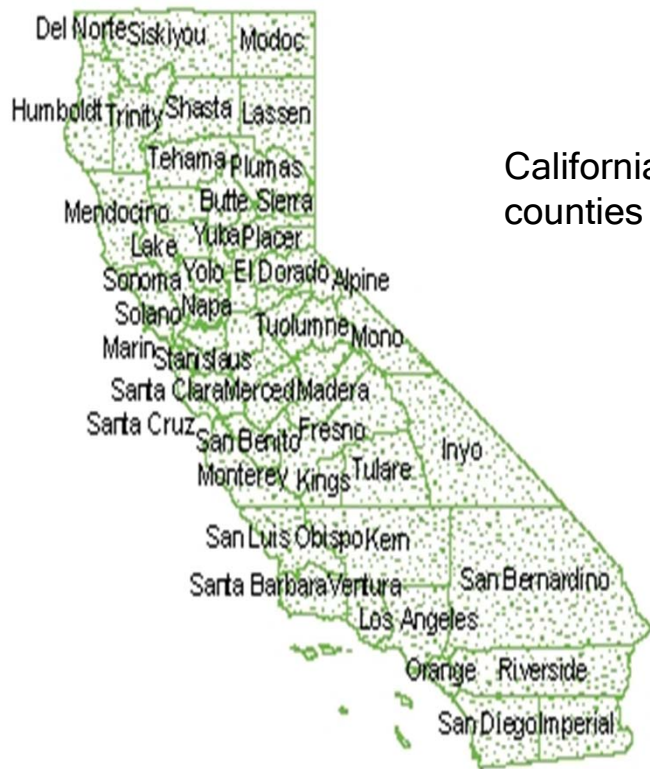 Del Norte Siskiyou Modoc
Humboldt Trinity Shasta Lassen
Tehama Plumas
California
counties
Mendocino Butte Sierra
Lake Yuba Placer
Sonoma Yolo El Dorado Alpine
Solano Napa Tuolumne Mono
Marin Stanislaus
Santa Clara Merced Madera
Santa Cruz San Benito Fresno
Monterey Kings Tulare Inyo
San Luis Obispo Kern
Santa Barbara Ventura San Bernardino
Los Angeles
Orange Riverside
San Diego Imperial